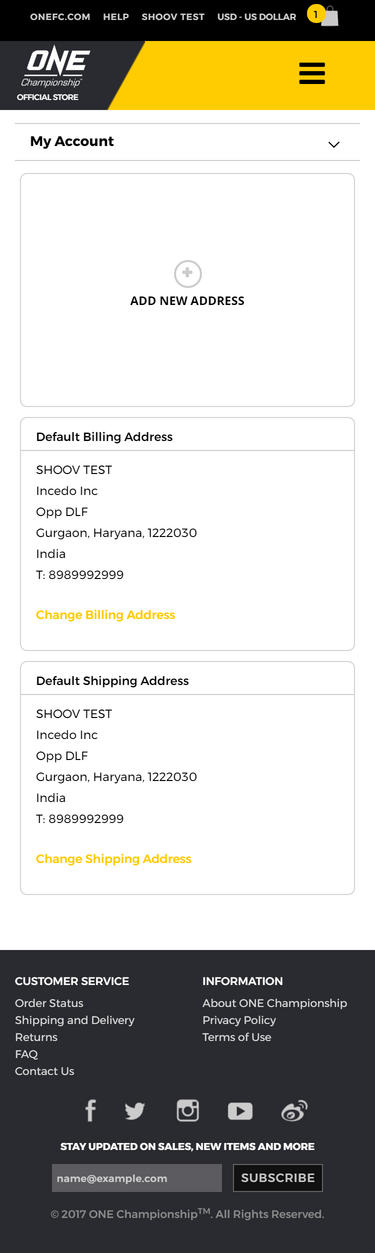 ONEFC.COM HELP SHOOV TEST USD - US DOLLAR 1
ONE
Championship
OFFICIAL STORE
My Account
ADD NEW ADDRESS
Default Billing Address
SHOOV TEST
Incedo Inc
Opp DLF
Gurgaon, Haryana, 1222030
India
T: 8989992999
Change Billing Address
Default Shipping Address
SHOOV TEST
Incedo Inc
Opp DLF
Gurgaon, Haryana, 1222030
India
T: 8989992999
Change Shipping Address
CUSTOMER SERVICE
Order Status
Shipping and Delivery
Returns
FAQ
Contact Us
INFORMATION
About ONE Championship
Privacy Policy
Terms of Use
STAY UPDATED ON SALES, NEW ITEMS AND MORE
name@example.com SUBSCRIBE
© 2017 ONE Championship™. All Rights Reserved.